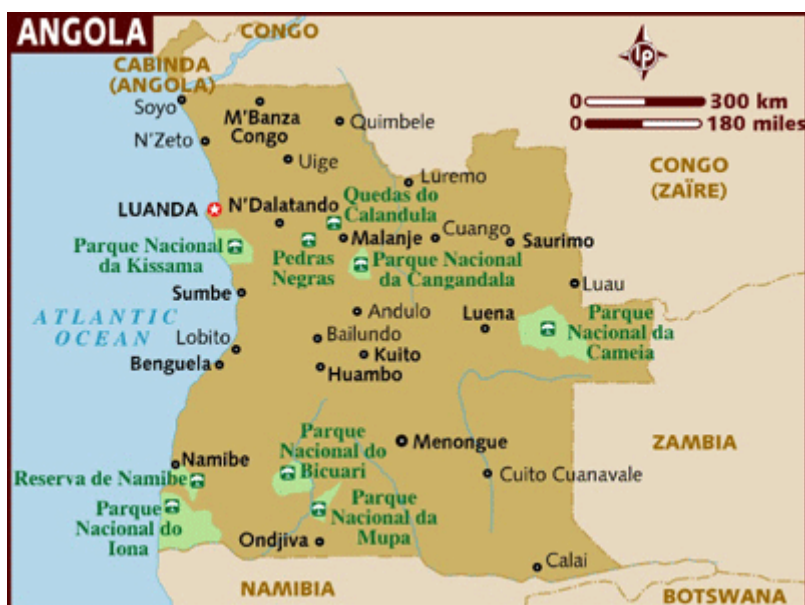 ANGOLA
CONGO
CABINDA
(ANGOLA)
lp
Soyo
M'Banza
Congo
Quimbele
0 300 km
0 180 miles
N'Zeto
Uige
Luremo
CONGO
(ZAÏRE)
LUANDA
N'Dalatando
Quedas do
Calandula
Parque Nacional
da Kissama
Pedras
Negras
Malanje
Cuango
Saurimo
Parque Nacional
da Cangandala
Luau
Sumbe
ATLANTIC
OCEAN
Andulo
Luena
Parque
Nacional da
Cameia
Lobito
Bailundo
Benguela
Kuito
Huambo
Parque
Nacional do
Bicuari
Menongue
ZAMBIA
Namibe
Reserva de Namibe
Cuito Cuanavale
Parque
Nacional do
Iona
Parque
Nacional da
Mupa
Ondjiva
Calai
NAMIBIA
BOTSWANA